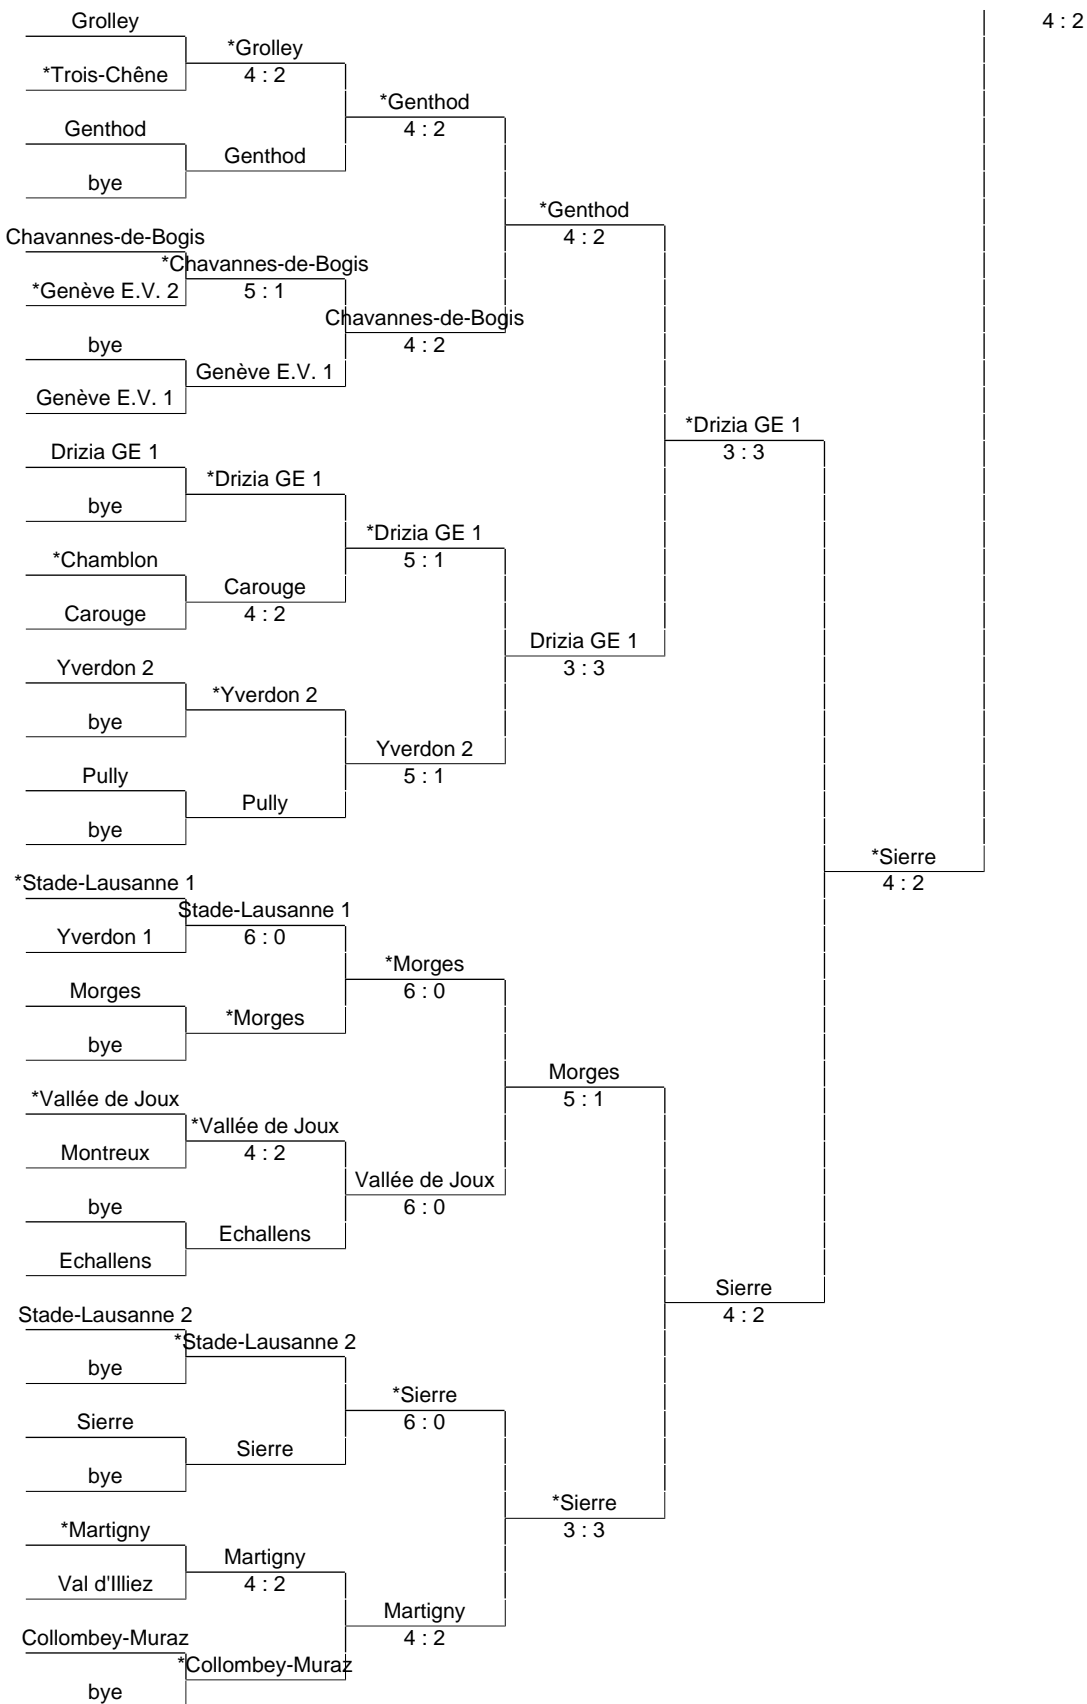 Grolley
4 : 2
*Grolley
*Trois-Chêne
4 : 2
*Genthod
Genthod
4 : 2
Genthod
bye
*Genthod
Chavannes-de-Bogis
4 : 2
*Chavannes-de-Bogis
*Genève E.V. 2
5 : 1
Chavannes-de-Bogis
bye
4 : 2
Genève E.V. 1
Genève E.V. 1
*Drizia GE 1
Drizia GE 1
3 : 3
*Drizia GE 1
bye
*Drizia GE 1
*Chamblon
5 : 1
Carouge
Carouge
4 : 2
Drizia GE 1
Yverdon 2
3 : 3
*Yverdon 2
bye
Yverdon 2
Pully
5 : 1
Pully
bye
*Sierre
*Stade-Lausanne 1
4 : 2
Stade-Lausanne 1
Yverdon 1
6 : 0
*Morges
Morges
6 : 0
*Morges
bye
Morges
*Vallée de Joux
5 : 1
*Vallée de Joux
Montreux
4 : 2
Vallée de Joux
bye
6 : 0
Echallens
Echallens
Sierre
Stade-Lausanne 2
4 : 2
*Stade-Lausanne 2
bye
*Sierre
Sierre
6 : 0
Sierre
bye
*Sierre
*Martigny
3 : 3
Martigny
Val d'Illiez
4 : 2
Martigny
Collombey-Muraz
4 : 2
*Collombey-Muraz
bye